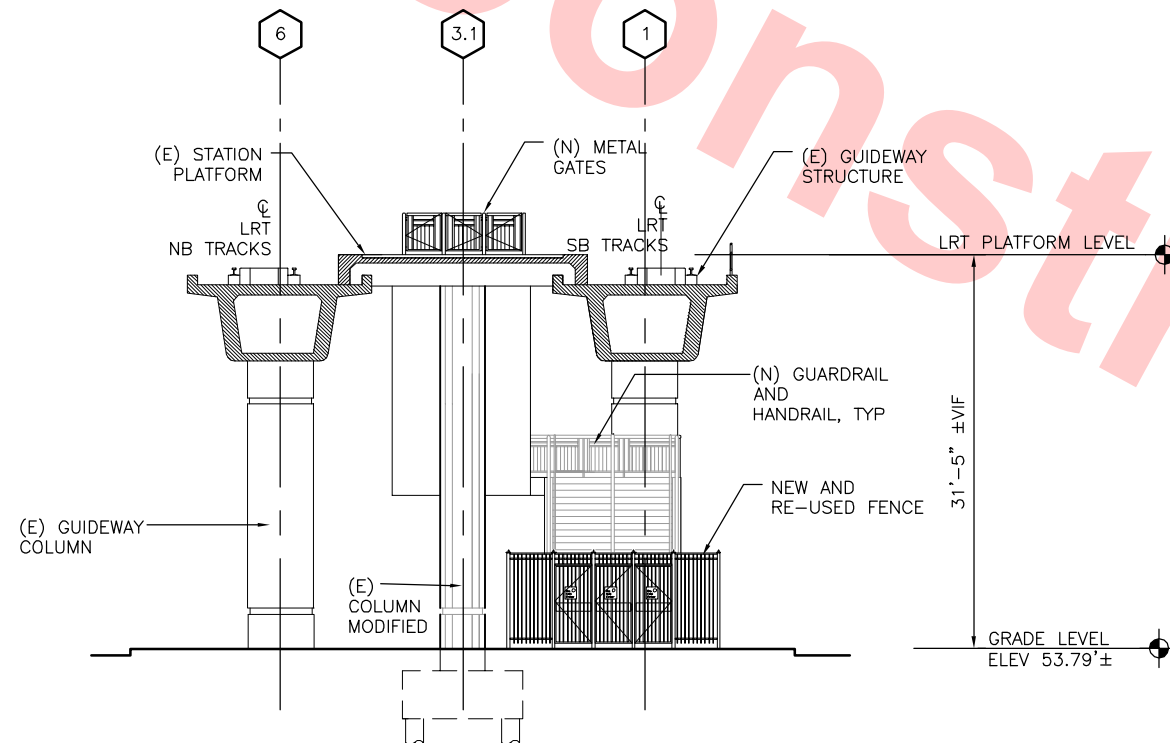 6
3.1
1
(E) STATION
PLATFORM
(N) METAL
GATES
(E) GUIDEWAY
STRUCTURE
℄
LRT
NB TRACKS
℄
LRT
SB TRACKS
LRT PLATFORM LEVEL
(N) GUARDRAIL
AND
HANDRAIL, TYP
31'-5" ±VIF
NEW AND
RE-USED FENCE
(E) GUIDEWAY
COLUMN
(E)
COLUMN
MODIFIED
GRADE LEVEL
ELEV 53.79'±